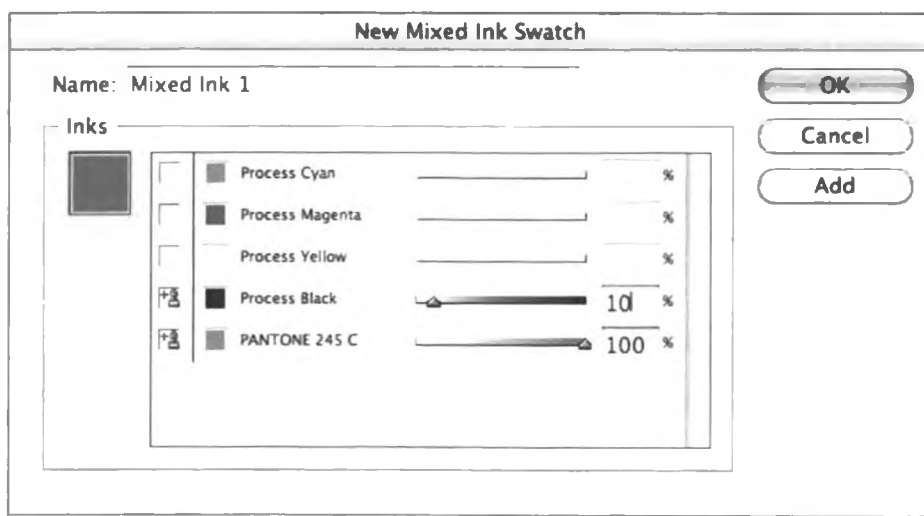 New Mixed Ink Swatch
Name: Mixed Ink 1
OK
Inks
Cancel
Process Cyan %
Add
Process Magenta %
Process Yellow %
Process Black 10 %
PANTONE 245 C 100 %